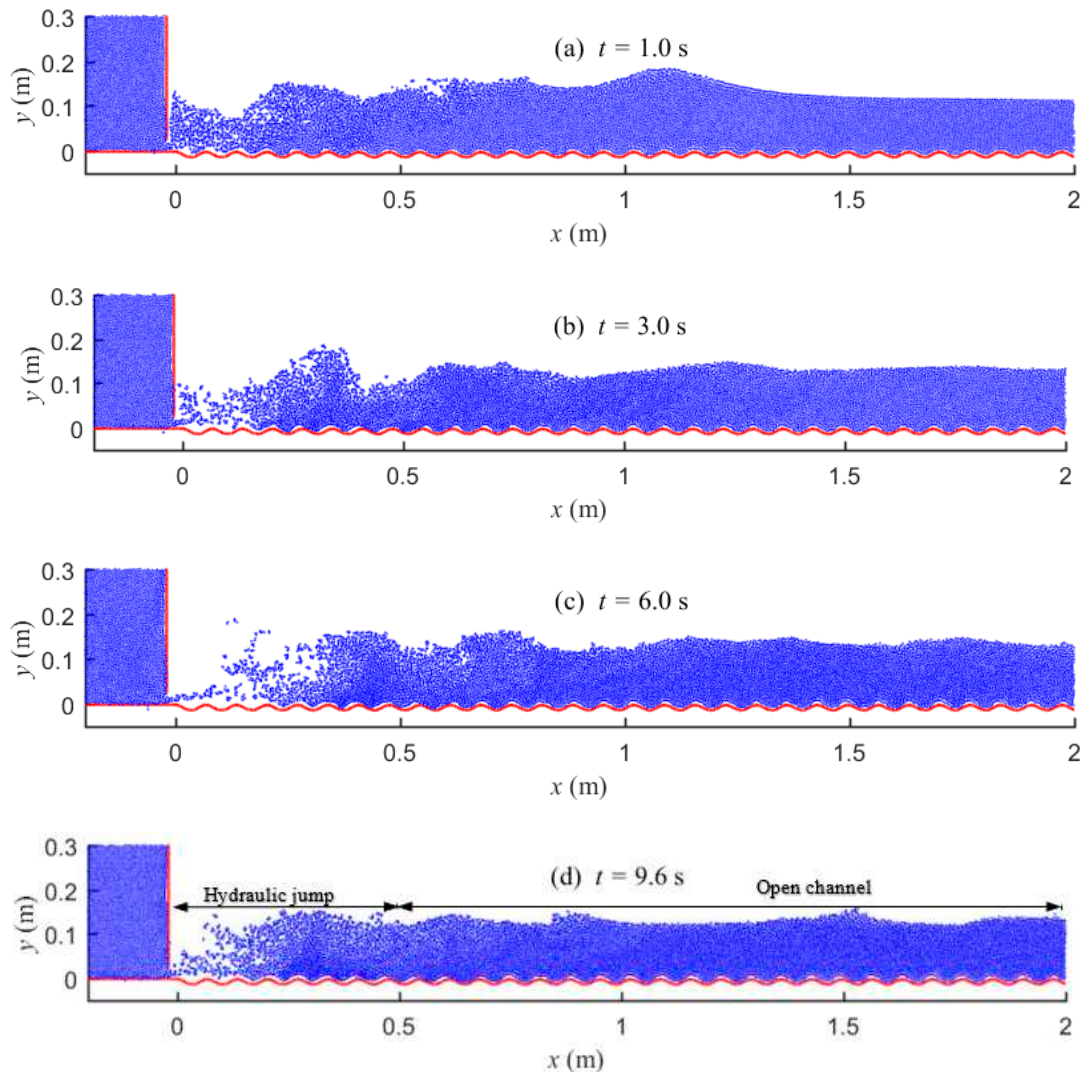 0.3
0.2
0.1
0
y (m)
(a) t = 1.0 s
0 0.5 1 1.5 2
x (m)
0.3
0.2
0.1
0
y (m)
(b) t = 3.0 s
0 0.5 1 1.5 2
x (m)
0.3
0.2
0.1
0
y (m)
(c) t = 6.0 s
0 0.5 1 1.5 2
x (m)
0.3
0.2
0.1
0
y (m)
(d) t = 9.6 s
Hydraulic jump
Open channel
0 0.5 1 1.5 2
x (m)